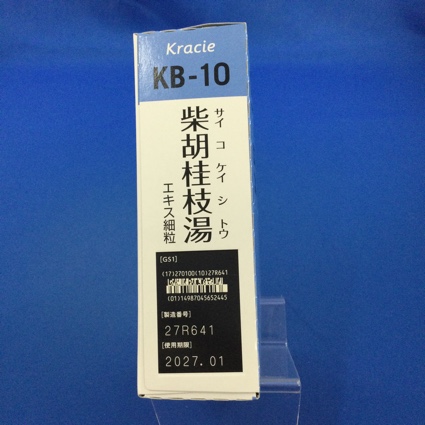 Kracie
KB-10
サイコケイシトウ
柴胡桂枝湯
エキス細粒
[GS1]
(17)270100(10)27R641
(01)14987045652445
[製造番号]
27R641
[使用期限]
2027.01